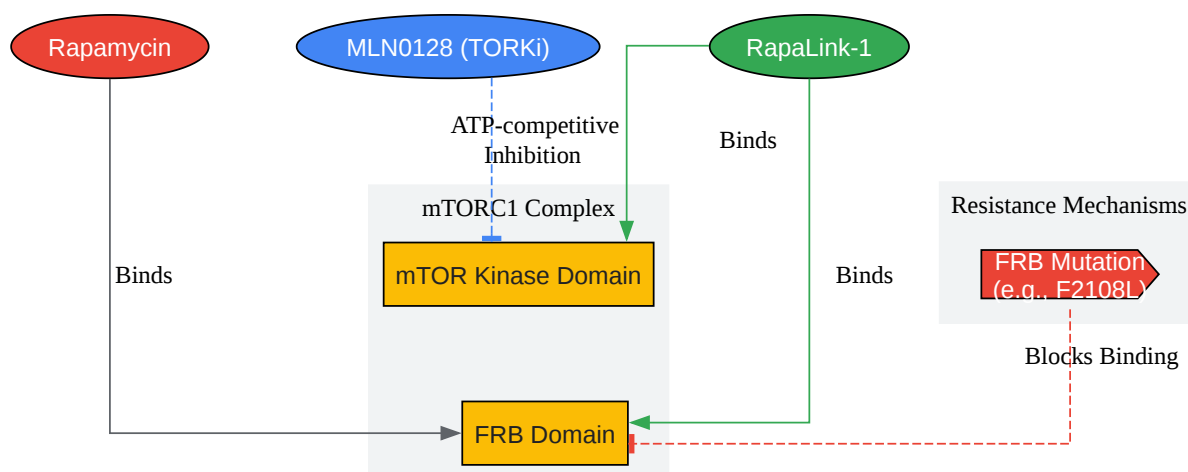 Rapamycin
MLN0128 (TORKi)
RapaLink-1
ATP-competitive
Inhibition
Binds
mTORC1 Complex
Resistance Mechanisms
mTOR Kinase Domain
Binds
Binds
FRB Mutation
(e.g., F2108L)
Blocks Binding
FRB Domain